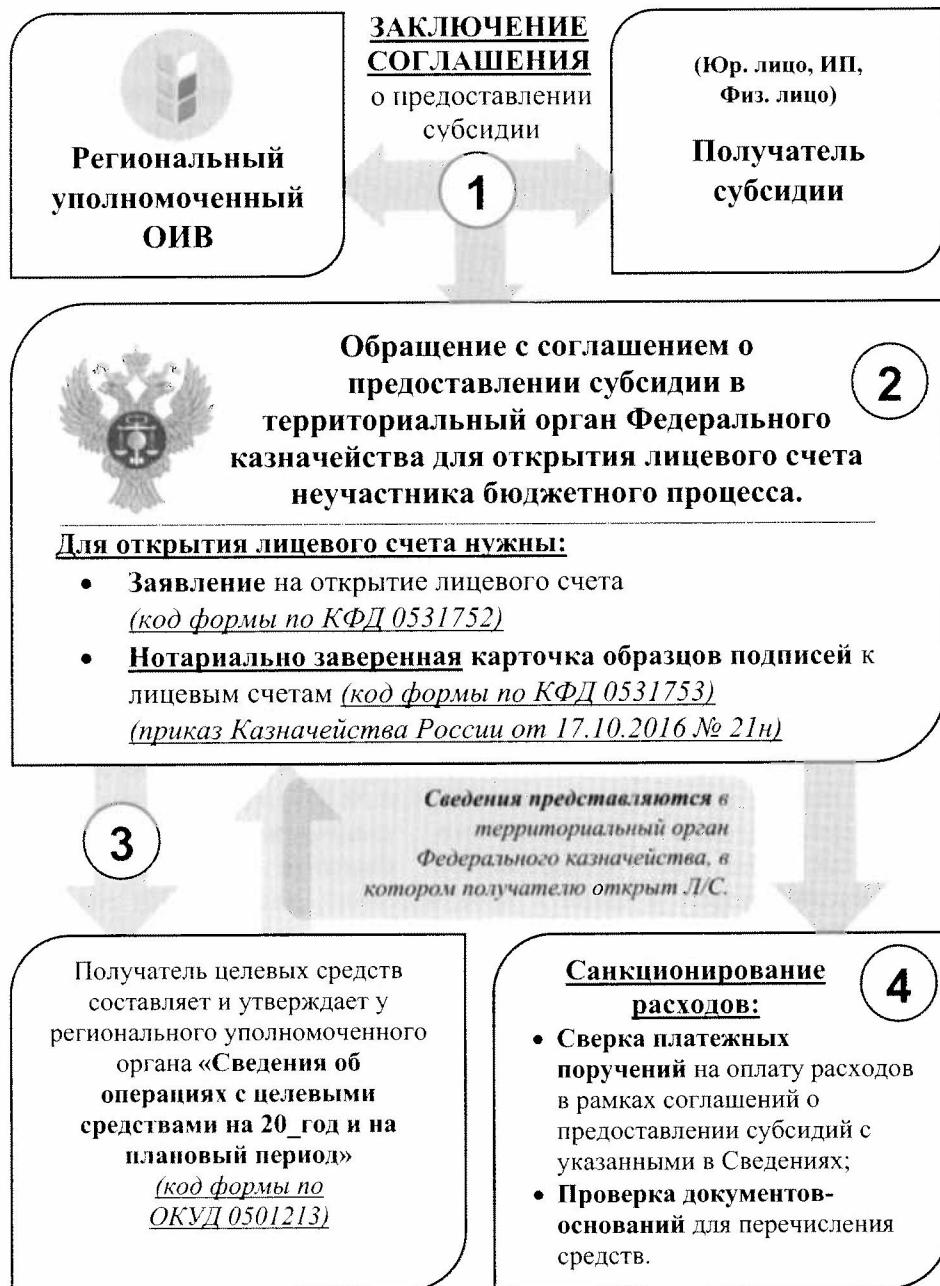 ЗАКЛЮЧЕНИЕ
СОГЛАШЕНИЯ
о предоставлении
субсидии
Региональный
уполномоченный
ОИВ
1
(Юр. лицо, ИП,
Физ. лицо)
Получатель
субсидии
Обращение с соглашением о
предоставлении субсидии в
территориальный орган Федерального
казначейства для открытия лицевого счета
неучастника бюджетного процесса.
2
Для открытия лицевого счета нужны:
• Заявление на открытие лицевого счета
(код формы по КФД 0531752)
• Нотариально заверенная карточка образцов подписей к
лицевым счетам (код формы по КФД 0531753)
(приказ Казначейства России от 17.10.2016 № 21н)
3
Сведения представляются в
территориальный орган
Федерального казначейства, в
котором получателю открыт Л/С.
Получатель целевых средств
составляет и утверждает у
регионального уполномоченного
органа «Сведения об
операциях с целевыми
средствами на 20_год и на
плановый период»
(код формы по
ОКУД 0501213)
Санкционирование
расходов:
4
• Сверка платежных
поручений на оплату расходов
в рамках соглашений о
предоставлении субсидий с
указанными в Сведениях;
• Проверка документов-
оснований для перечисления
средств.